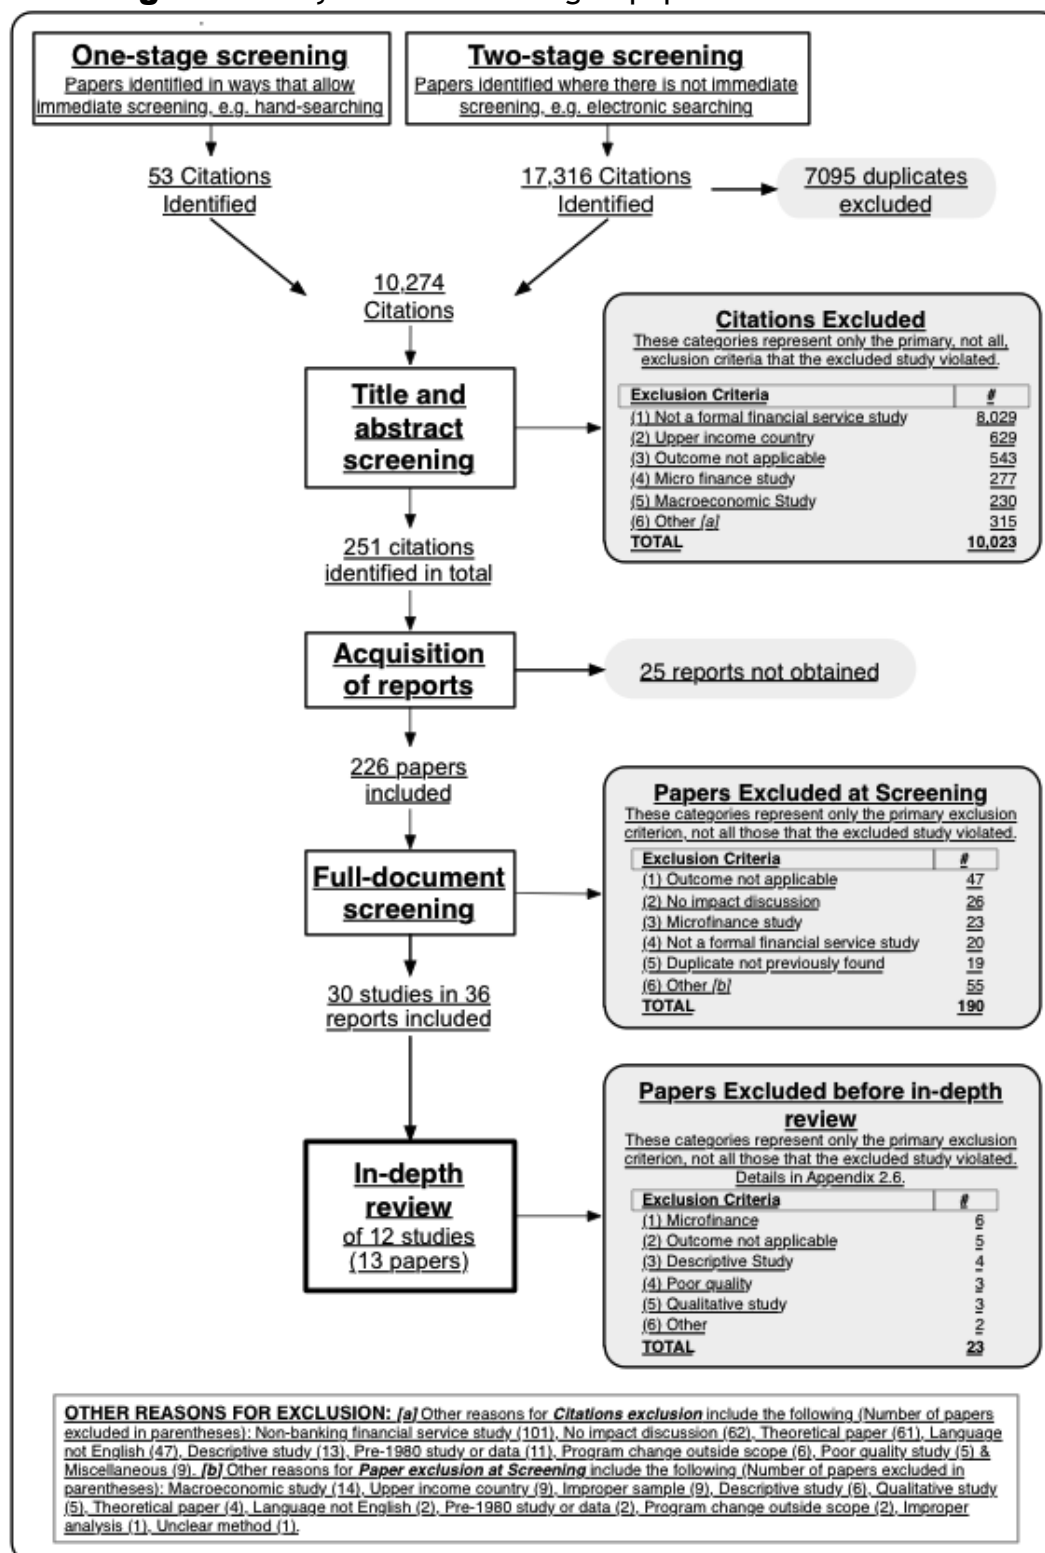 One-stage screening
Papers identified in ways that allow
immediate screening, e.g. hand-searching
Two-stage screening
Papers identified where there is not immediate
screening, e.g. electronic searching
53 Citations
Identified
17,316 Citations
Identified
7095 duplicates
excluded
10,274
Citations
Title and
abstract
screening
Citations Excluded
These categories represent only the primary, not all,
exclusion criteria that the excluded study violated.
Exclusion Criteria #
(1) Not a formal financial service study 8,029
(2) Upper income country 629
(3) Outcome not applicable 543
(4) Micro finance study 277
(5) Macroeconomic Study 230
(6) Other [a] 315
TOTAL 10,023
251 citations
identified in total
Acquisition
of reports
25 reports not obtained
226 papers
included
Full-document
screening
Papers Excluded at Screening
These categories represent only the primary exclusion
criterion, not all those that the excluded study violated.
Exclusion Criteria #
(1) Outcome not applicable 47
(2) No impact discussion 26
(3) Microfinance study 23
(4) Not a formal financial service study 20
(5) Duplicate not previously found 19
(6) Other [b] 55
TOTAL 190
30 studies in 36
reports included
In-depth
review
of 12 studies
(13 papers)
Papers Excluded before in-depth
review
These categories represent only the primary exclusion
criterion, not all those that the excluded study violated.
Details in Appendix 2.6.
Exclusion Criteria #
(1) Microfinance 6
(2) Outcome not applicable 5
(3) Descriptive Study 4
(4) Poor quality 3
(5) Qualitative study 3
(6) Other 2
TOTAL 23
OTHER REASONS FOR EXCLUSION: [a] Other reasons for Citations exclusion include the following (Number of papers
excluded in parentheses): Non-banking financial service study (101), No impact discussion (62), Theoretical paper (61), Language
not English (47), Descriptive study (13), Pre-1980 study or data (11), Program change outside scope (6), Poor quality study (5) &
Miscellaneous (9). [b] Other reasons for Paper exclusion at Screening include the following (Number of papers excluded in
parentheses): Macroeconomic study (14), Upper income country (9), Improper sample (9), Descriptive study (6), Qualitative study
(5), Theoretical paper (4), Language not English (2), Pre-1980 study or data (2), Program change outside scope (2), Improper
analysis (1), Unclear method (1).